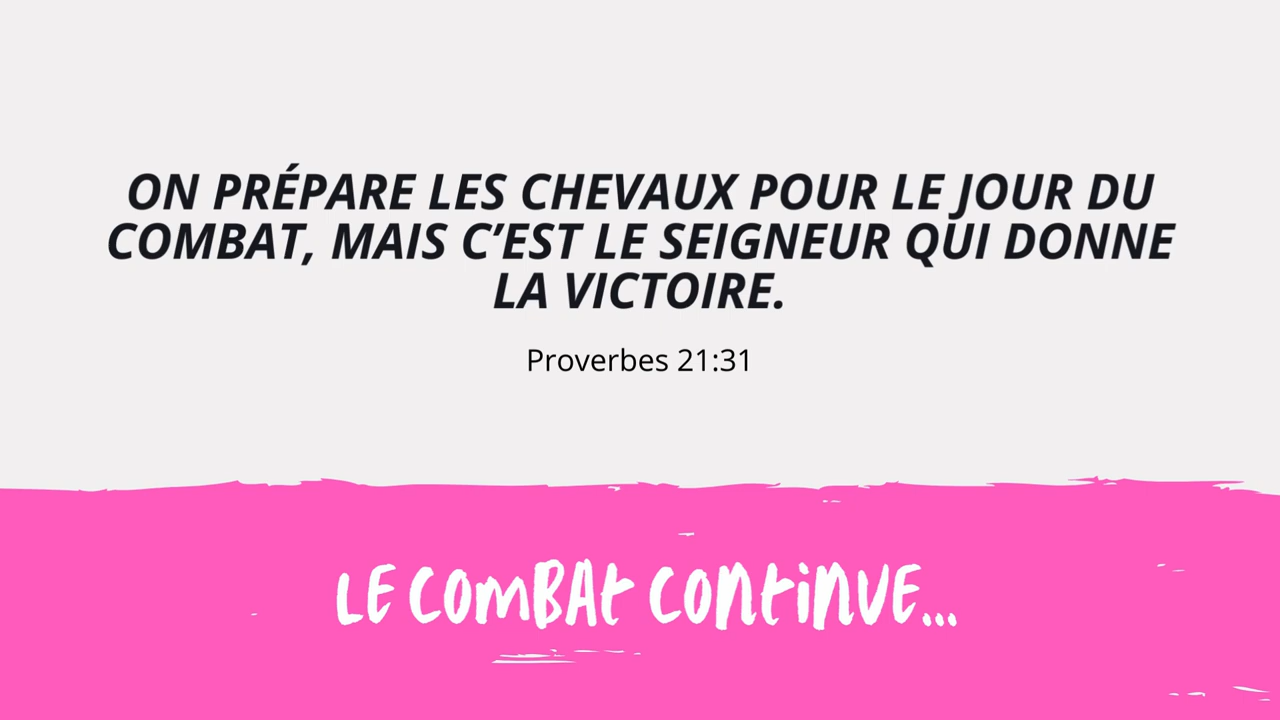 ON PRÉPARE LES CHEVAUX POUR LE JOUR DU
COMBAT, MAIS C’EST LE SEIGNEUR QUI DONNE
LA VICTOIRE.
Proverbes 21:31
LE COMBAT CONTINUE...